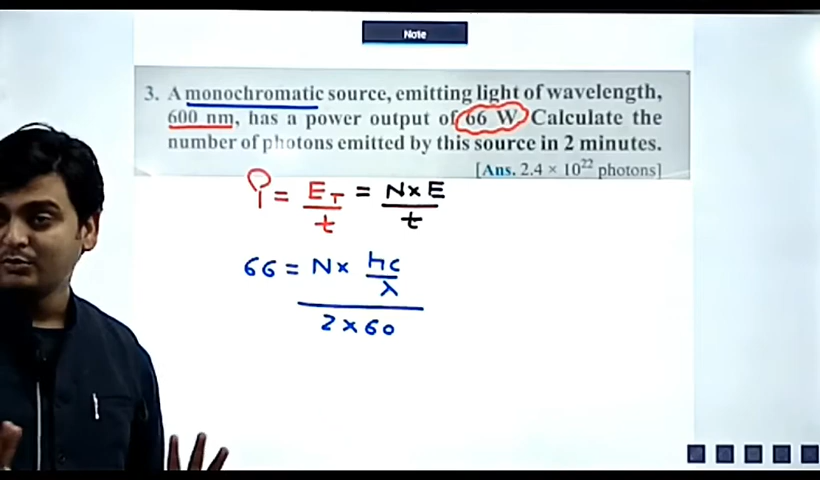 Note
3. A monochromatic source, emitting light of wavelength,
600 nm, has a power output of 66 W. Calculate the
number of photons emitted by this source in 2 minutes.
[Ans. 2.4 × 10²² photons]
P = E_T / t = N × E / t
66 = N × hc / λ
2 × 60